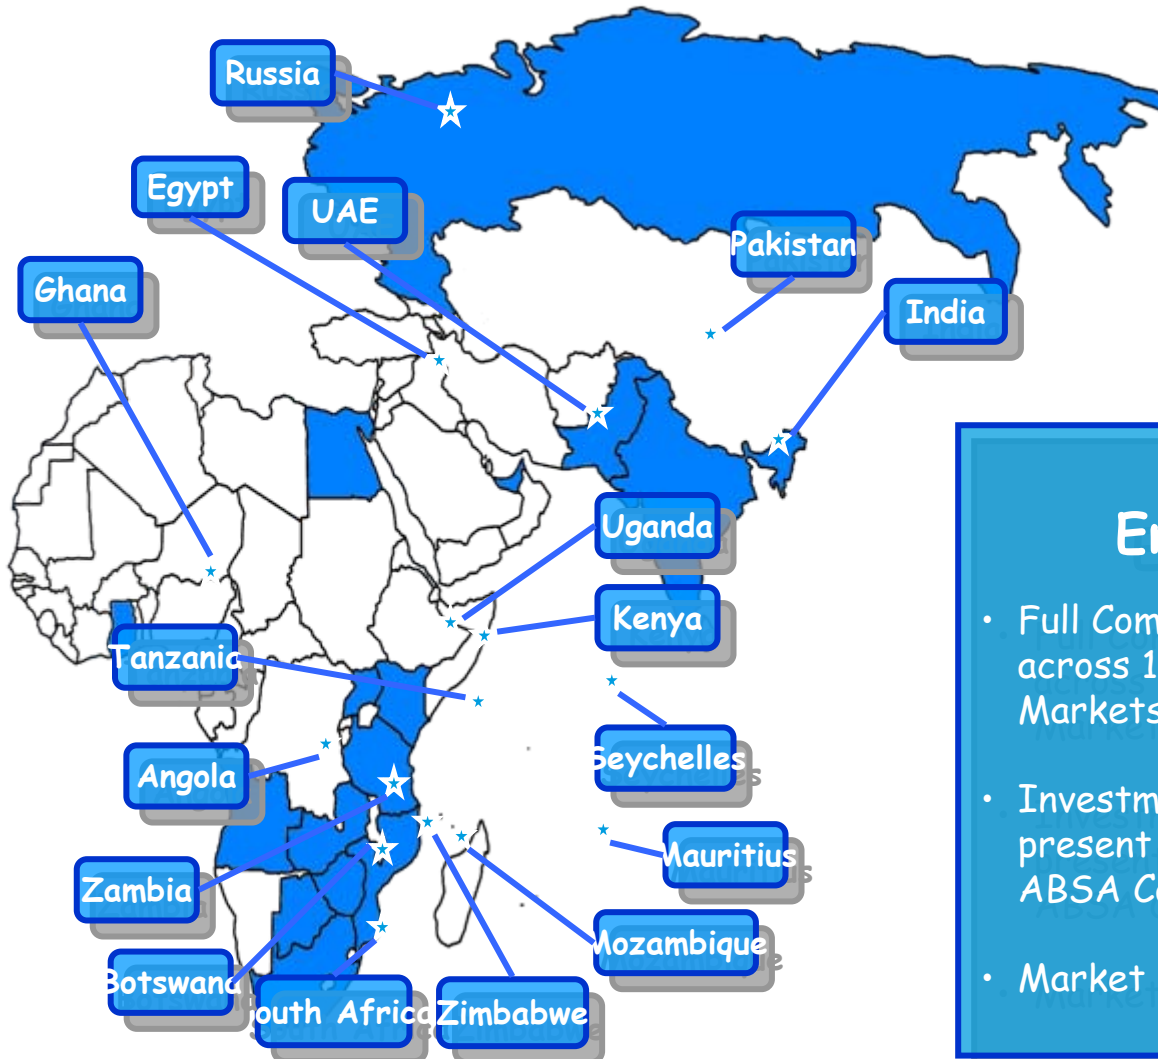 Russia
Egypt
UAE
Pakistan
Ghana
India
Uganda
Kenya
Tanzania
Angola
Seychelles
Mauritius
Zambia
Mozambique
Botswana
outh Africa
Zimbabwe
• Full Com
across 1
Markets
• Investm
present
ABSA Co
• Market